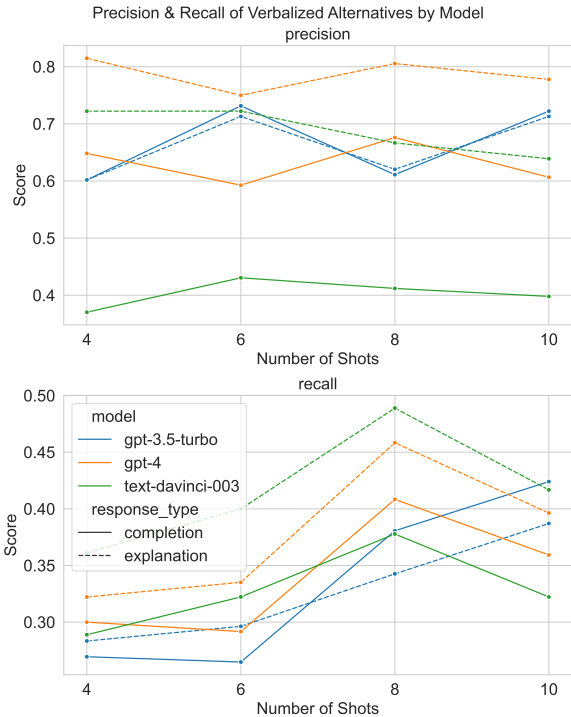 Precision & Recall of Verbalized Alternatives by Model
precision
0.8
0.7
0.6
0.5
0.4
Score
4 6 8 10
Number of Shots
recall
0.50
0.45
0.40
0.35
0.30
Score
model
gpt-3.5-turbo
gpt-4
text-davinci-003
response_type
completion
explanation
4 6 8 10
Number of Shots